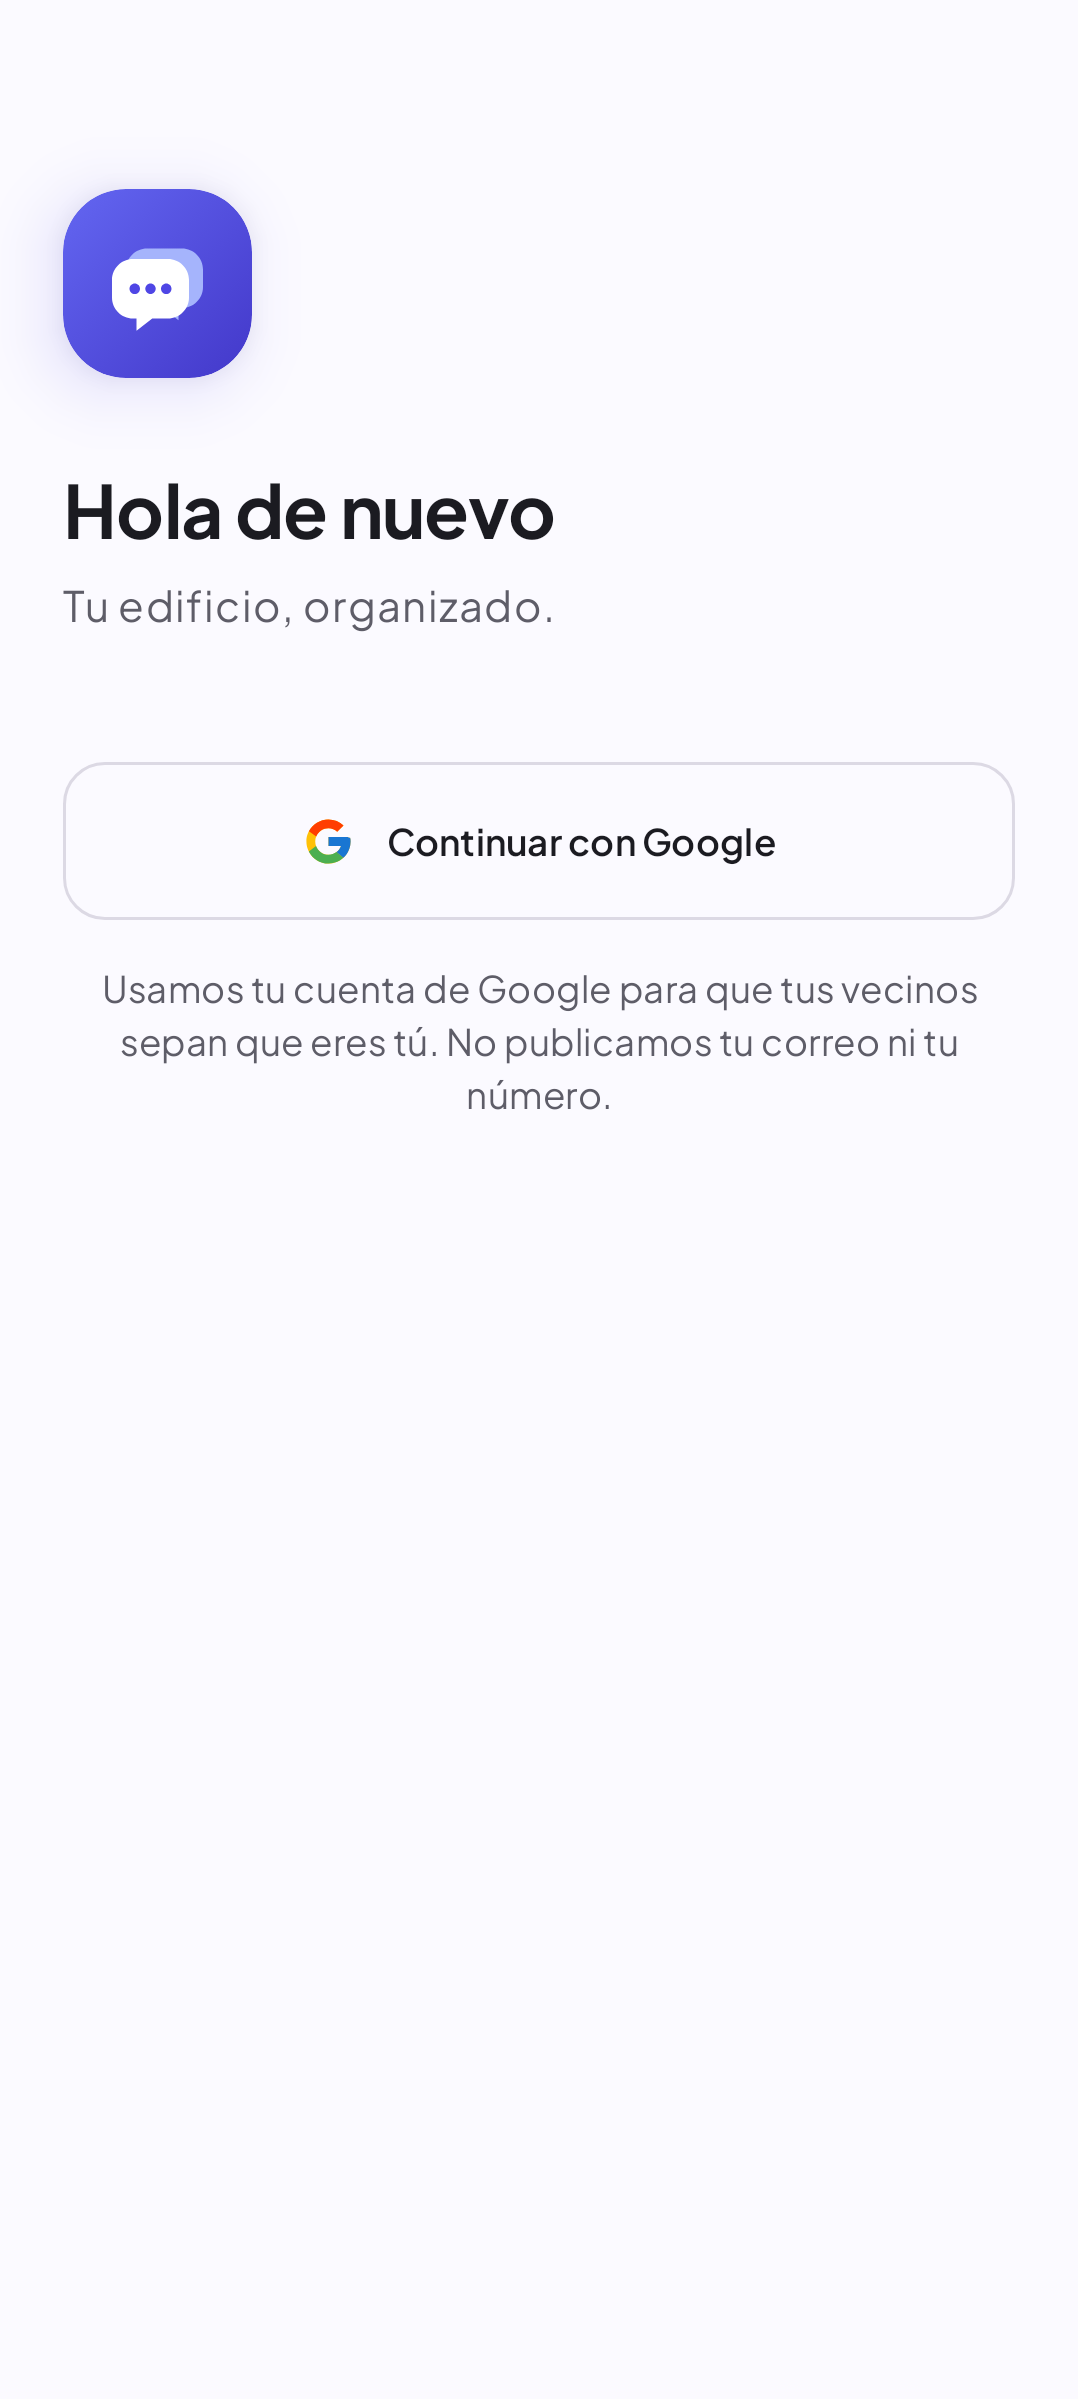 Hola de nuevo
Tu edificio, organizado.
Continuar con Google
Usamos tu cuenta de Google para que tus vecinos
sepan que eres tú. No publicamos tu correo ni tu
número.